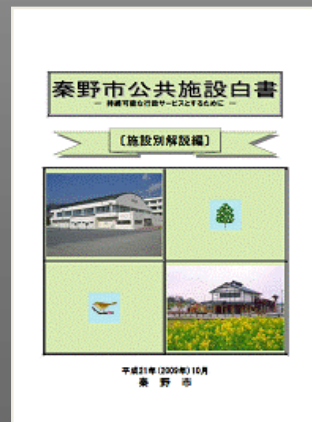 秦野市公共施設白書
― 持続可能な行政サービスとするために ―
〔施設別解説編〕
平成21年(2009年)10月
秦 野 市